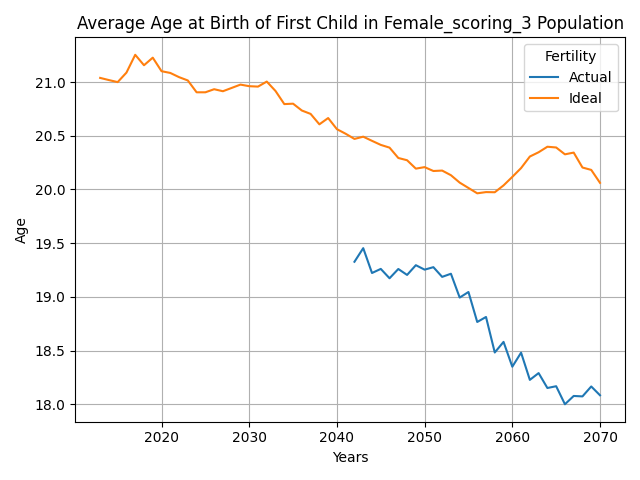 Average Age at Birth of First Child in Female_scoring_3 Population
Fertility
Actual
Ideal
21.0
20.5
20.0
19.5
19.0
18.5
18.0
Age
2020 2030 2040 2050 2060 2070
Years